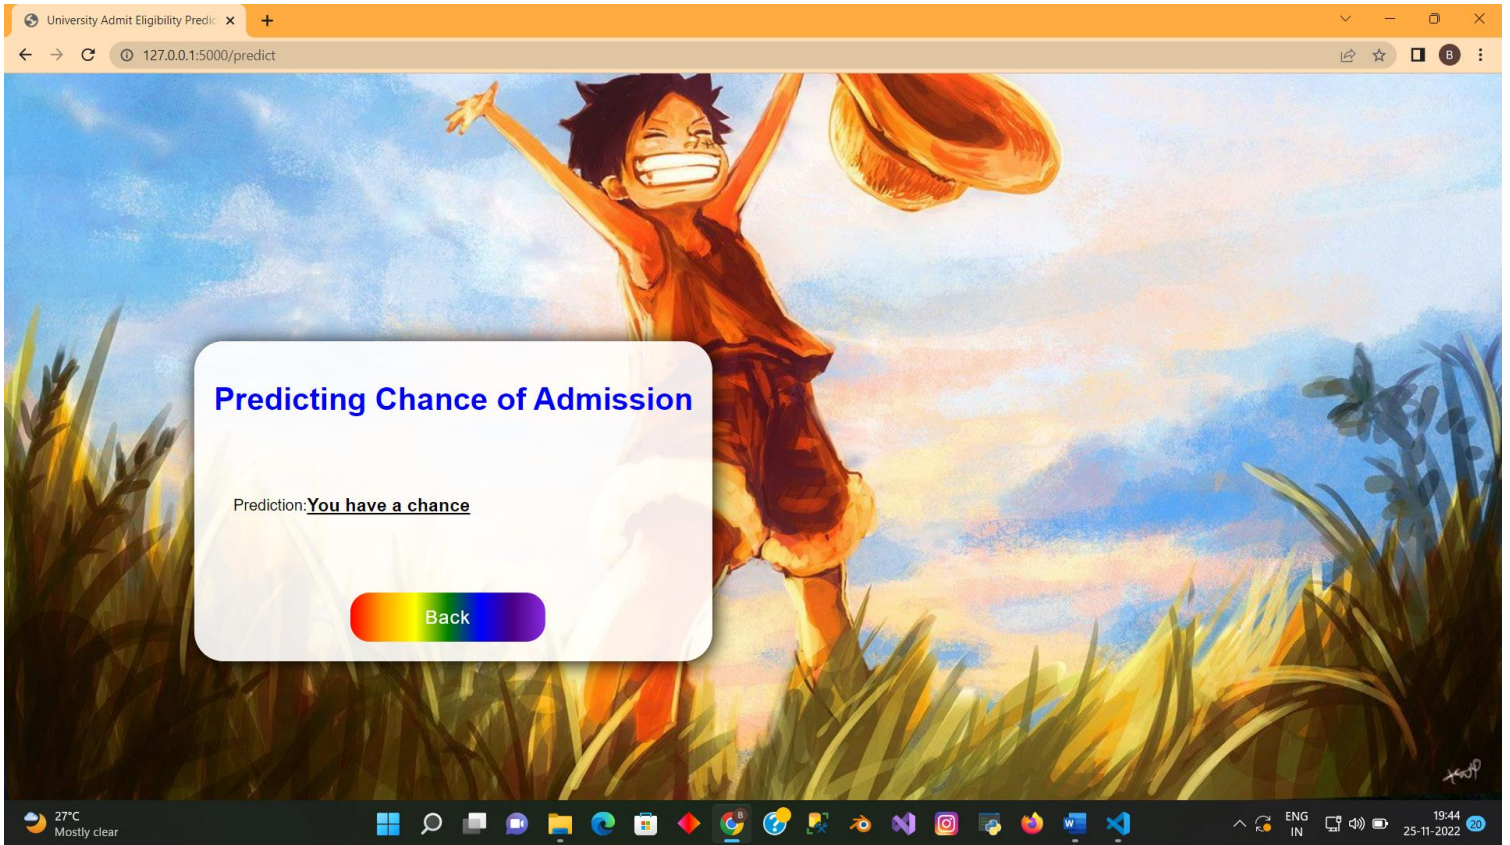 University Admit Eligibility Predic
127.0.0.1:5000/predict
B
Predicting Chance of Admission
Prediction:You have a chance
Back
27°C
Mostly clear
ENG
IN
19:44
25-11-2022
20